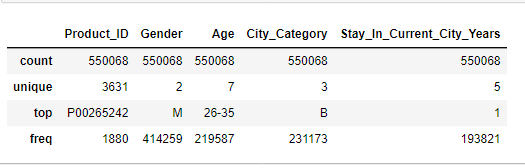 Product_ID Gender Age City_Category Stay_In_Current_City_Years
count 550068 550068 550068 550068 550068
unique 3631 2 7 3 5
top P00265242 M 26-35 B 1
freq 1880 414259 219587 231173 193821